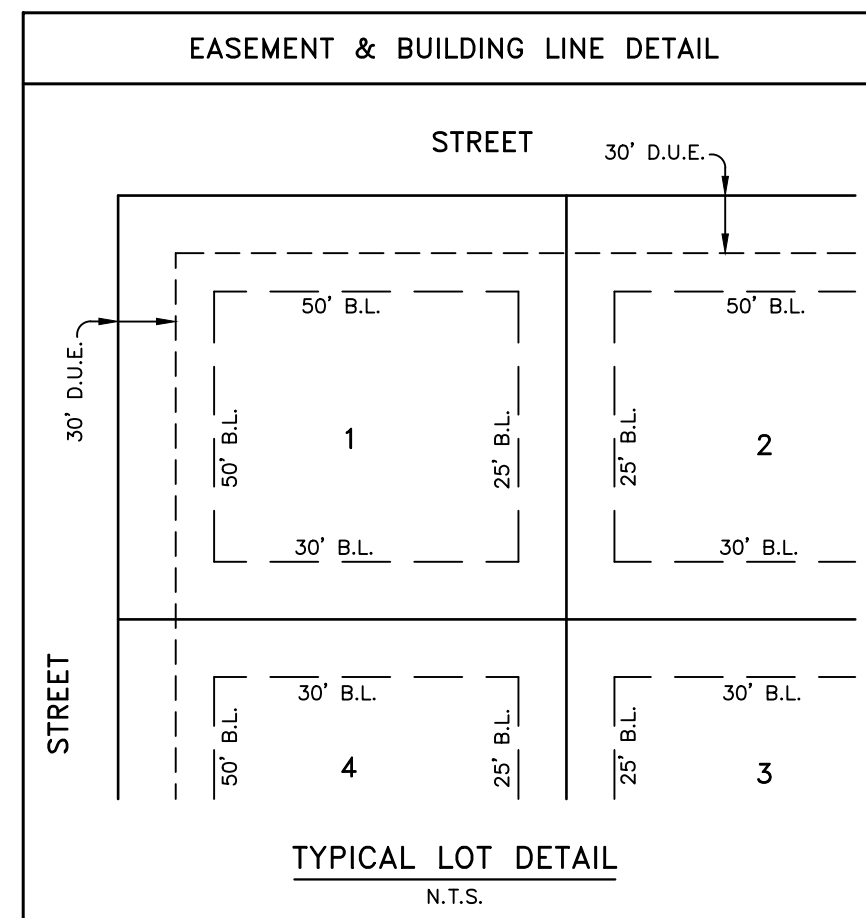 EASEMENT & BUILDING LINE DETAIL
STREET
30' D.U.E.
50' B.L.
50' B.L.
30' D.U.E.
50' B.L.
1
25' B.L.
25' B.L.
2
30' B.L.
30' B.L.
STREET
30' B.L.
30' B.L.
50' B.L.
4
25' B.L.
25' B.L.
3
TYPICAL LOT DETAIL
N.T.S.